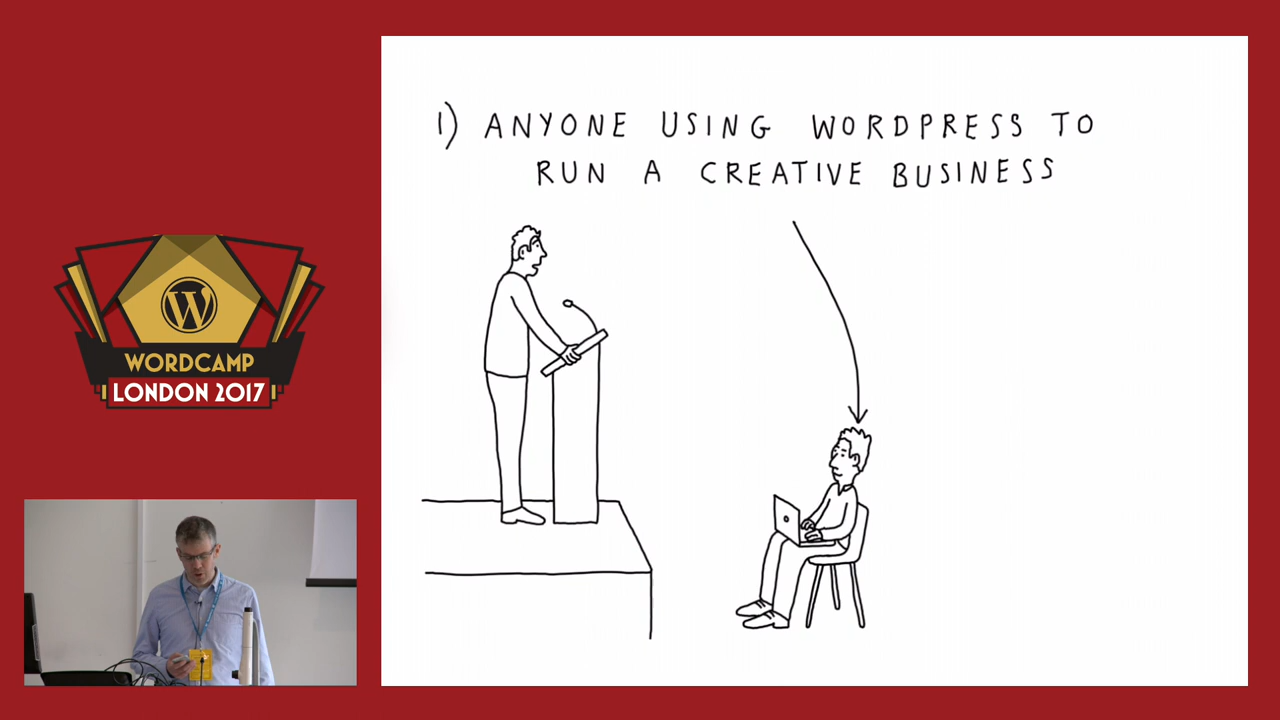 1) ANYONE USING WORDPRESS TO
RUN A CREATIVE BUSINESS
W
WORDCAMP
LONDON 2017